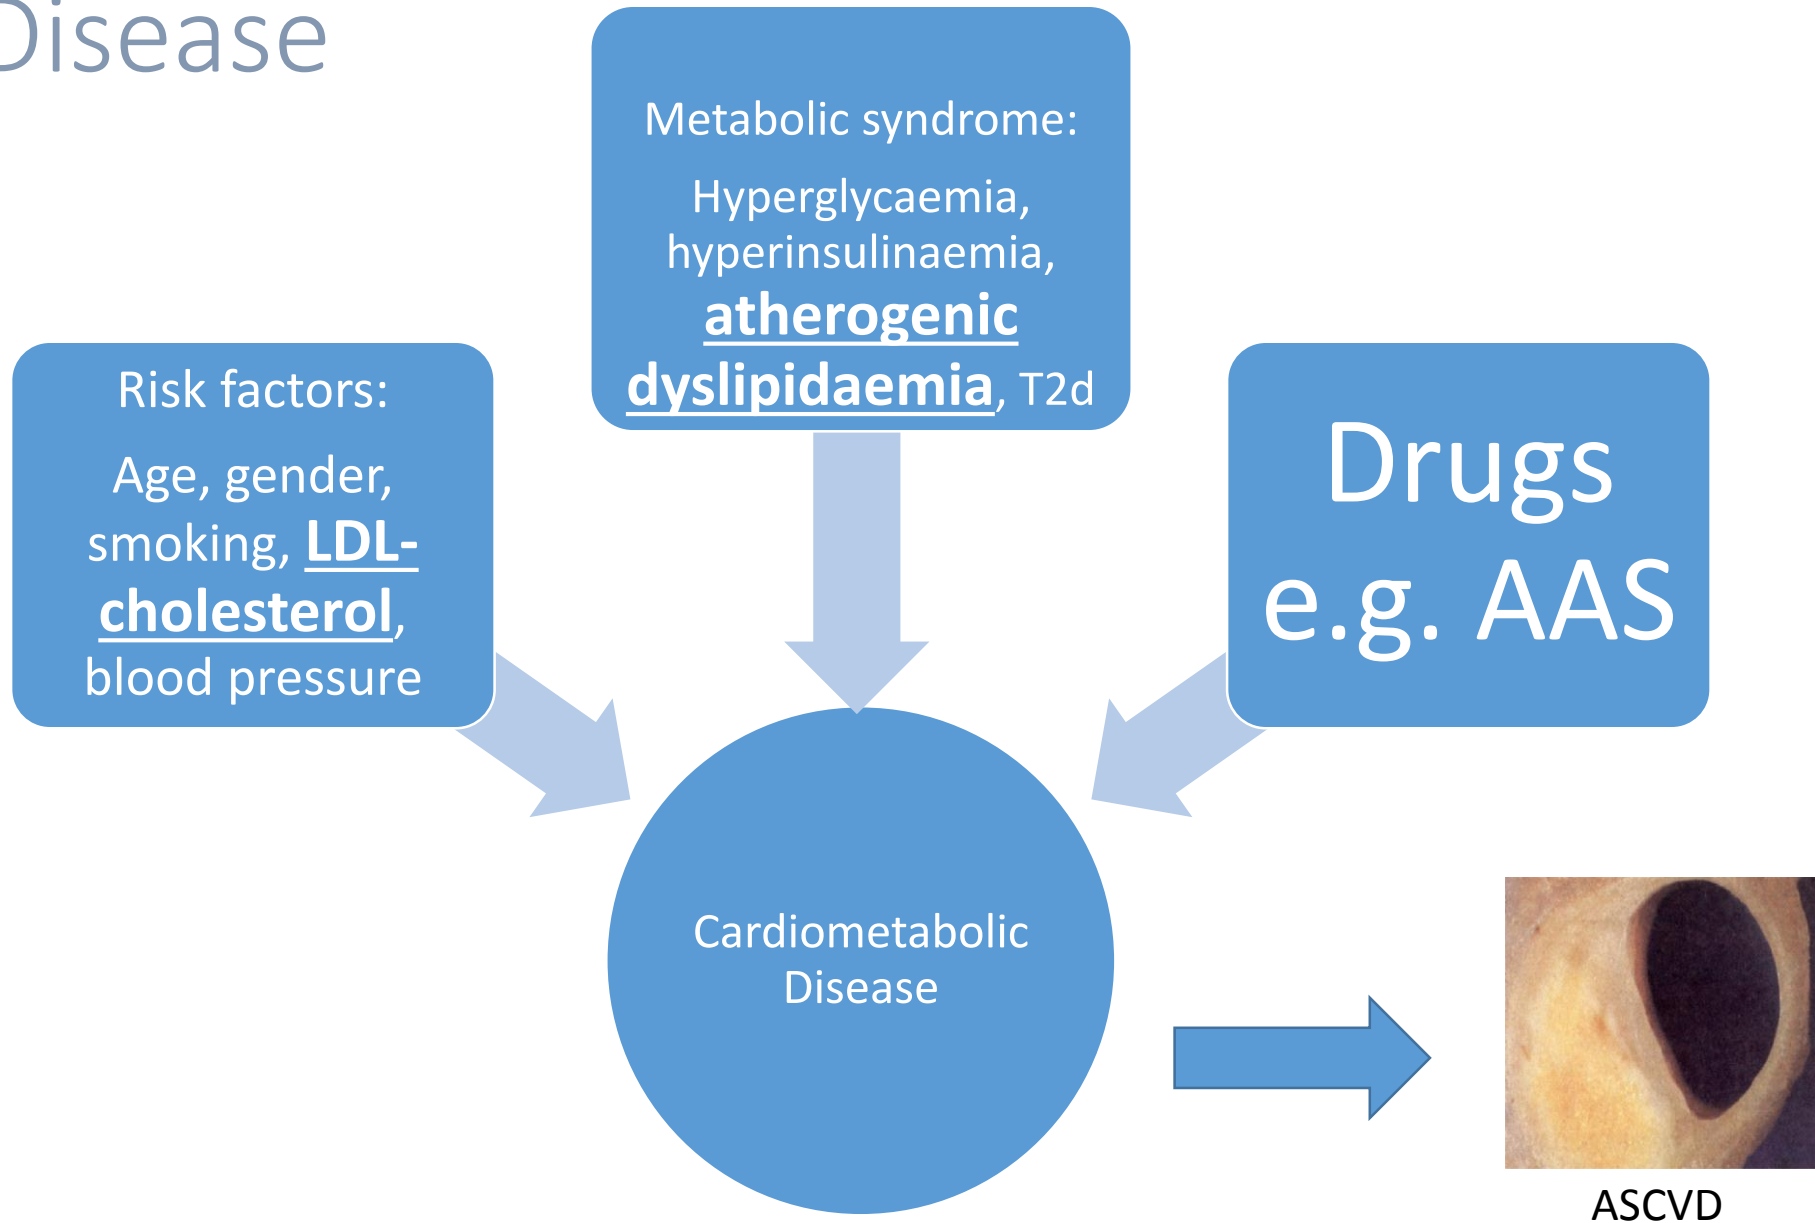 Disease
Metabolic syndrome:
Hyperglycaemia,
hyperinsulinaemia,
atherogenic
dyslipidaemia, T2d
Risk factors:
Age, gender,
smoking, LDL-
cholesterol,
blood pressure
Drugs
e.g. AAS
Cardiometabolic
Disease
ASCVD